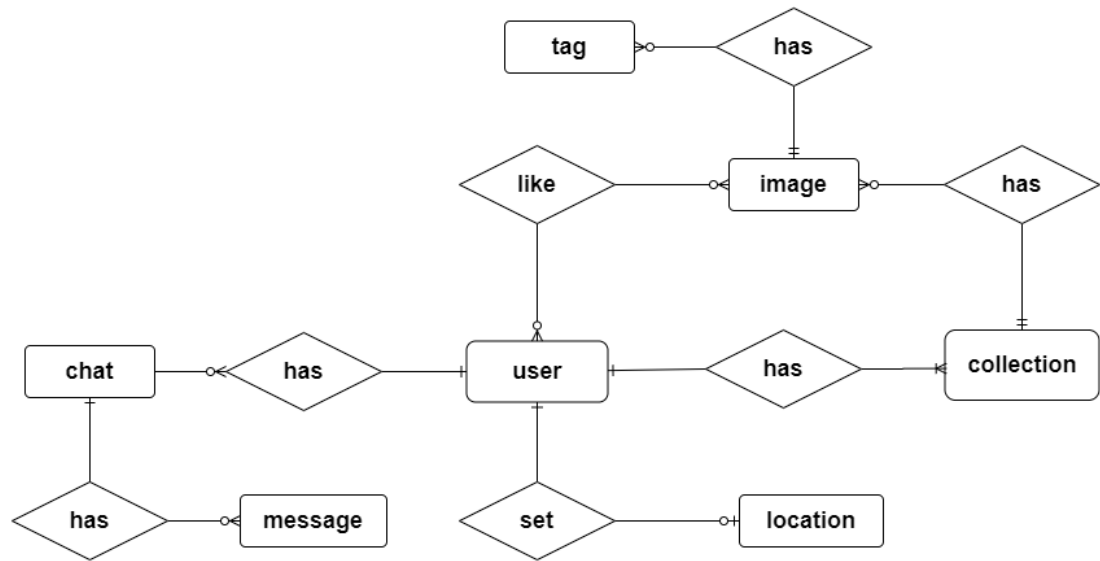 tag
has
like
image
has
chat
has
user
has
collection
has
message
set
location